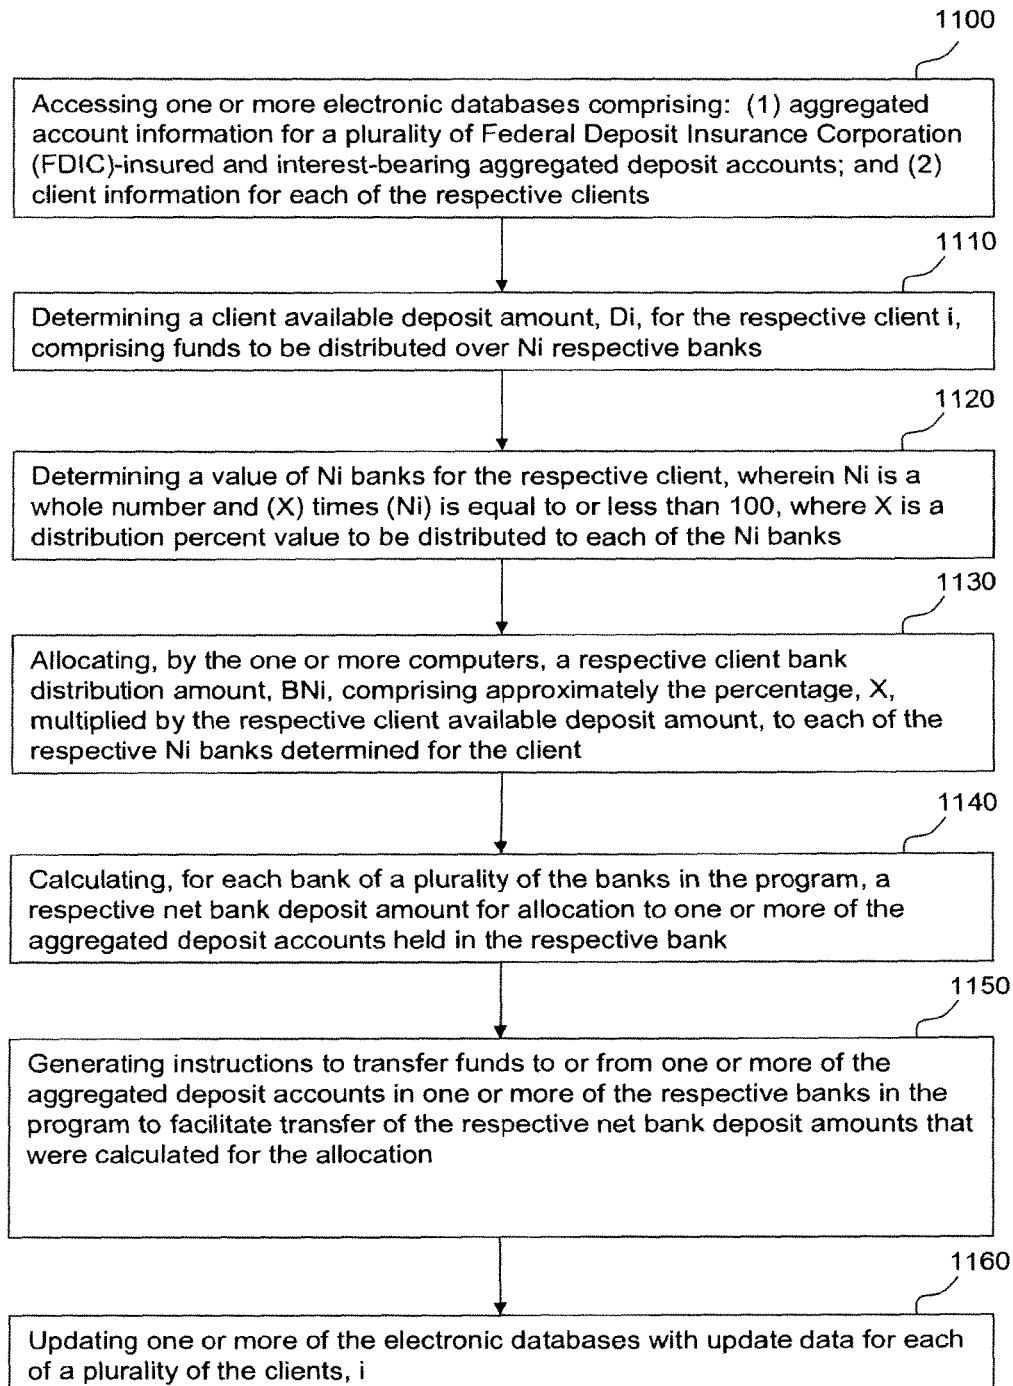 1100
Accessing one or more electronic databases comprising: (1) aggregated
account information for a plurality of Federal Deposit Insurance Corporation
(FDIC)-insured and interest-bearing aggregated deposit accounts; and (2)
client information for each of the respective clients
1110
Determining a client available deposit amount, Di, for the respective client i,
comprising funds to be distributed over Ni respective banks
1120
Determining a value of Ni banks for the respective client, wherein Ni is a
whole number and (X) times (Ni) is equal to or less than 100, where X is a
distribution percent value to be distributed to each of the Ni banks
1130
Allocating, by the one or more computers, a respective client bank
distribution amount, BNi, comprising approximately the percentage, X,
multiplied by the respective client available deposit amount, to each of the
respective Ni banks determined for the client
1140
Calculating, for each bank of a plurality of the banks in the program, a
respective net bank deposit amount for allocation to one or more of the
aggregated deposit accounts held in the respective bank
1150
Generating instructions to transfer funds to or from one or more of the
aggregated deposit accounts in one or more of the respective banks in the
program to facilitate transfer of the respective net bank deposit amounts that
were calculated for the allocation
1160
Updating one or more of the electronic databases with update data for each
of a plurality of the clients, i